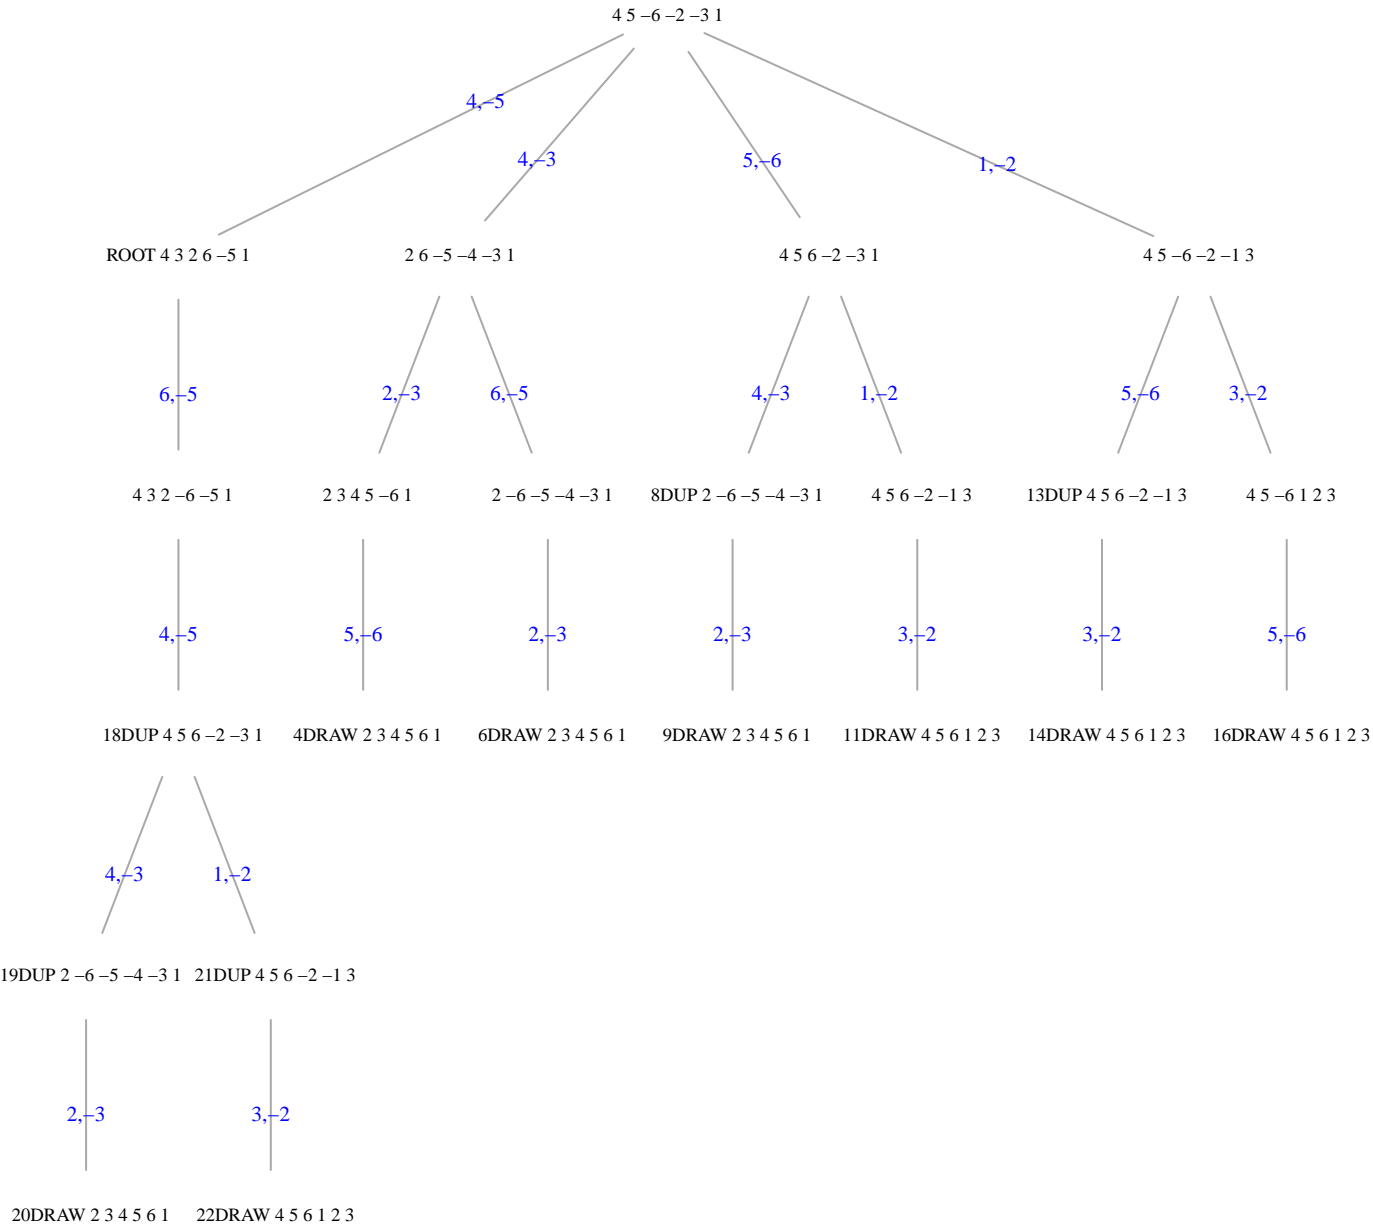 4 5 –6 –2 –3 1
4,–5
4,–3
5,–6
1,–2
ROOT 4 3 2 6 –5 1
2 6 –5 –4 –3 1
4 5 6 –2 –3 1
4 5 –6 –2 –1 3
6,–5
2,–3
6,–5
4,–3
1,–2
5,–6
3,–2
4 3 2 –6 –5 1
2 3 4 5 –6 1
2 –6 –5 –4 –3 1
8DUP 2 –6 –5 –4 –3 1
4 5 6 –2 –1 3
13DUP 4 5 6 –2 –1 3
4 5 –6 1 2 3
4,–5
5,–6
2,–3
2,–3
3,–2
3,–2
5,–6
18DUP 4 5 6 –2 –3 1
4DRAW 2 3 4 5 6 1
6DRAW 2 3 4 5 6 1
9DRAW 2 3 4 5 6 1
11DRAW 4 5 6 1 2 3
14DRAW 4 5 6 1 2 3
16DRAW 4 5 6 1 2 3
4,–3
1,–2
19DUP 2 –6 –5 –4 –3 1
21DUP 4 5 6 –2 –1 3
2,–3
3,–2
20DRAW 2 3 4 5 6 1
22DRAW 4 5 6 1 2 3